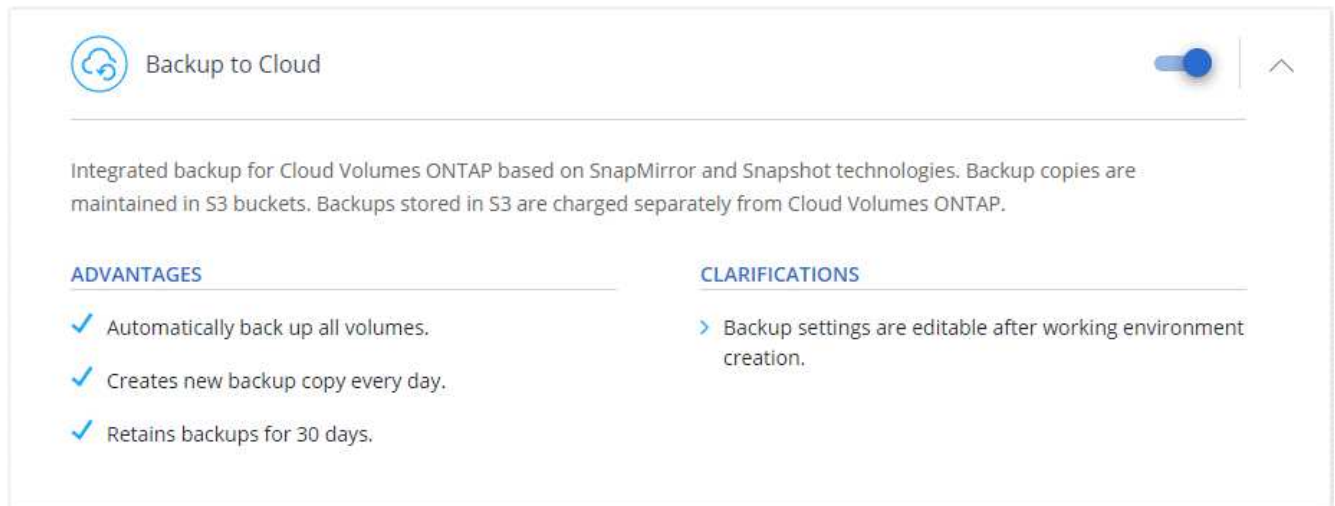 Backup to Cloud
Integrated backup for Cloud Volumes ONTAP based on SnapMirror and Snapshot technologies. Backup copies are
maintained in S3 buckets. Backups stored in S3 are charged separately from Cloud Volumes ONTAP.
ADVANTAGES
Automatically back up all volumes.
Creates new backup copy every day.
Retains backups for 30 days.
CLARIFICATIONS
Backup settings are editable after working environment
creation.